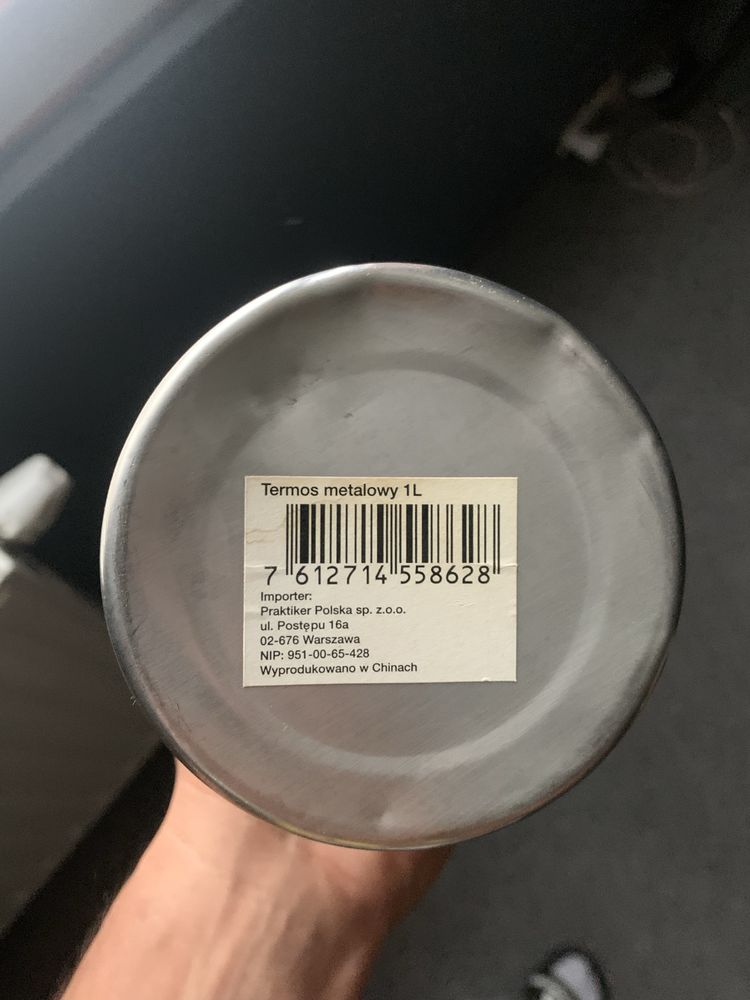 Termos metalowy 1L
7 612714 558628
Importer:
Praktiker Polska sp. z.o.o.
ul. Postępu 16a
02-676 Warszawa
NIP: 951-00-65-428
Wyprodukowano w Chinach